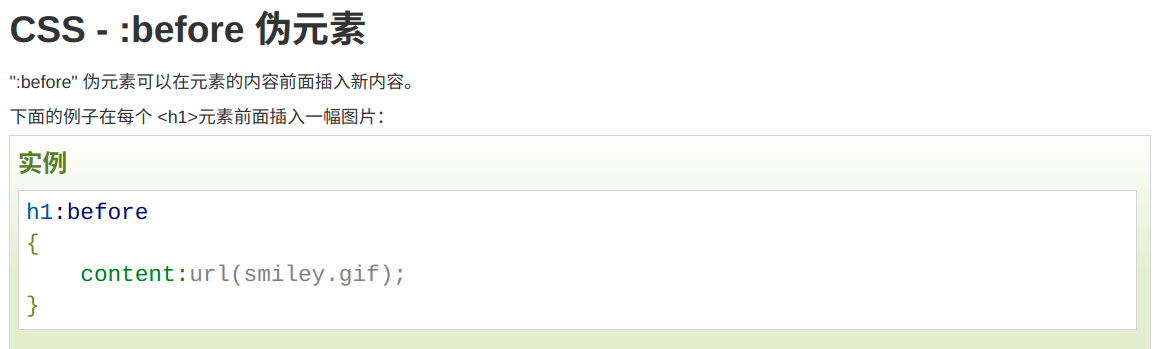 CSS - :before 伪元素
":before" 伪元素可以在元素的内容前面插入新内容。
下面的例子在每个 <h1>元素前面插入一幅图片：
实例
h1:before
{
    content:url(smiley.gif);
}